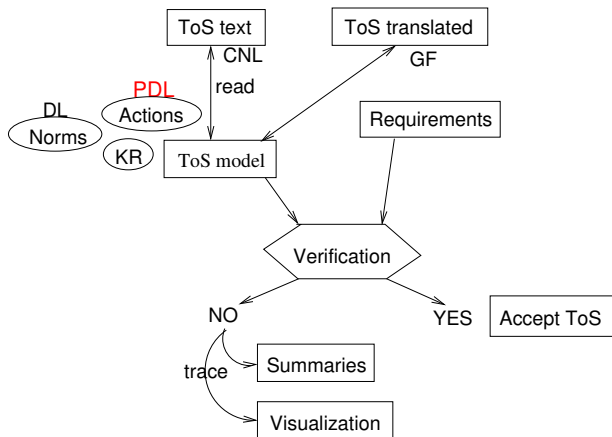 ToS text
ToS translated
CNL
GF
PDL
read
DL
Actions
Requirements
Norms
KR
ToS model
Verification
NO
YES
Accept ToS
Summaries
trace
Visualization